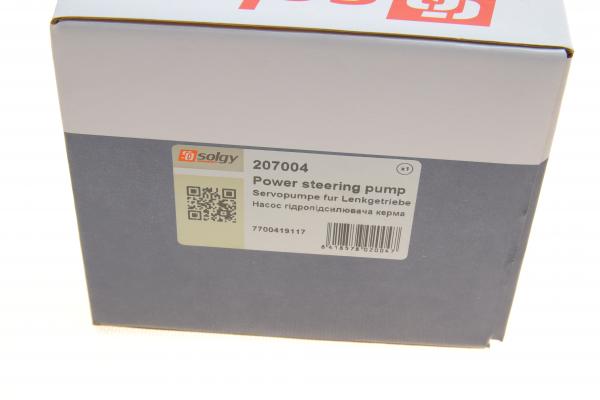 solgy
207004
x1
Power steering pump
Servopumpe fur Lenkgetriebe
Насос гідропідсилювача керма
7700419117